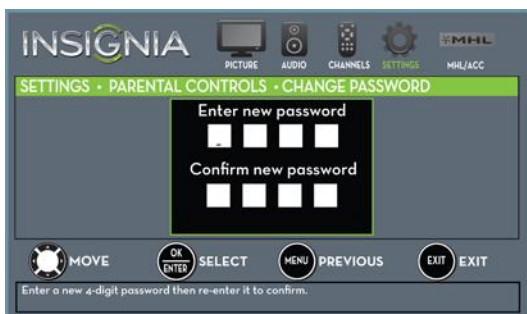 INSIGNIA
PICTURE AUDIO CHANNELS SETTINGS MHL MHL/ACC
SETTINGS • PARENTAL CONTROLS • CHANGE PASSWORD
Enter new password
_
Confirm new password
MOVE OK ENTER SELECT MENU PREVIOUS EXIT EXIT
Enter a new 4-digit password then re-enter it to confirm.